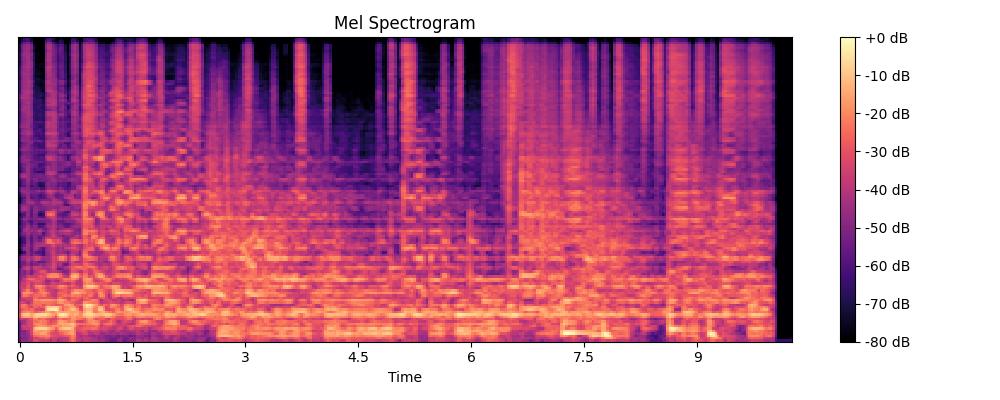 Mel Spectrogram
+0 dB
-10 dB
-20 dB
-30 dB
-40 dB
-50 dB
-60 dB
-70 dB
-80 dB
0 1.5 3 4.5 6 7.5 9
Time